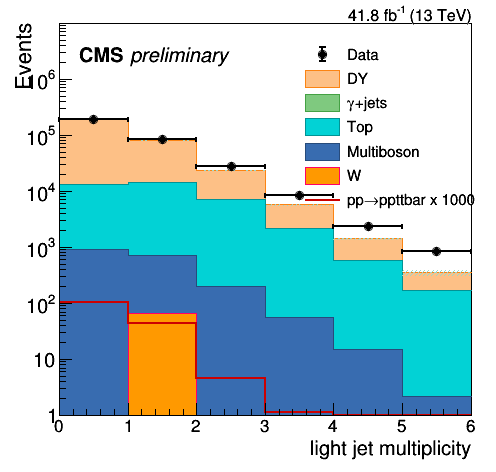 41.8 fb⁻¹ (13 TeV)
Events
CMS preliminary
Data
DY
γ+jets
Top
Multiboson
W
pp→ppttbar x 1000
10⁶
10⁵
10⁴
10³
10²
10
1
0 1 2 3 4 5 6
light jet multiplicity